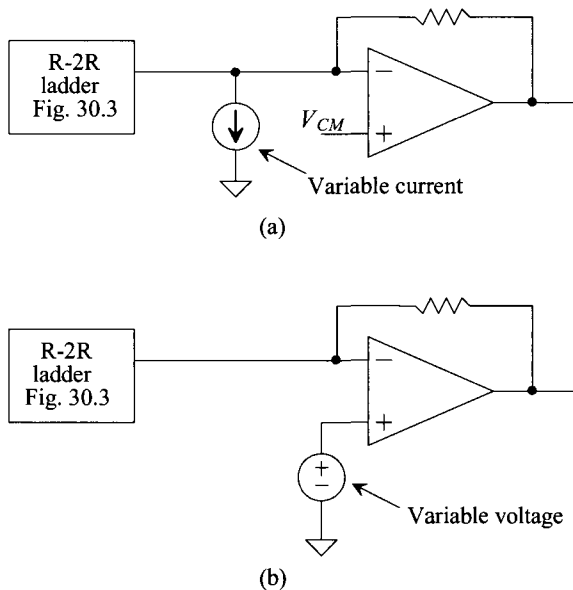 R-2R
ladder
Fig. 30.3
−
V_CM
+
Variable current
(a)
R-2R
ladder
Fig. 30.3
−
+
+
−
Variable voltage
(b)